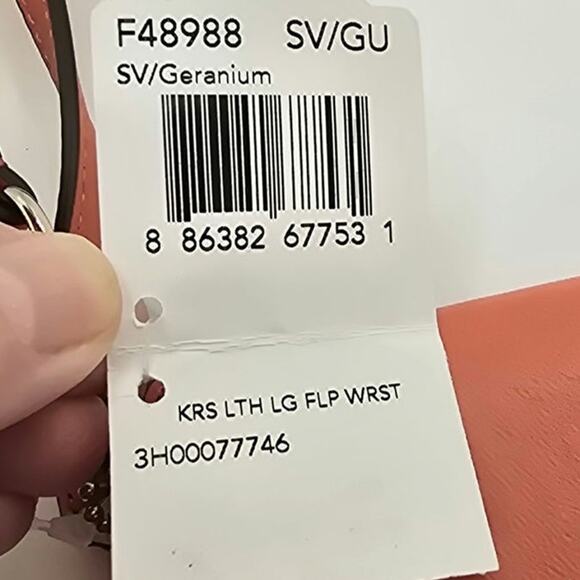 F48988 SV/GU
SV/Geranium
8 86382 67753 1
KRS LTH LG FLP WRST
3H00077746